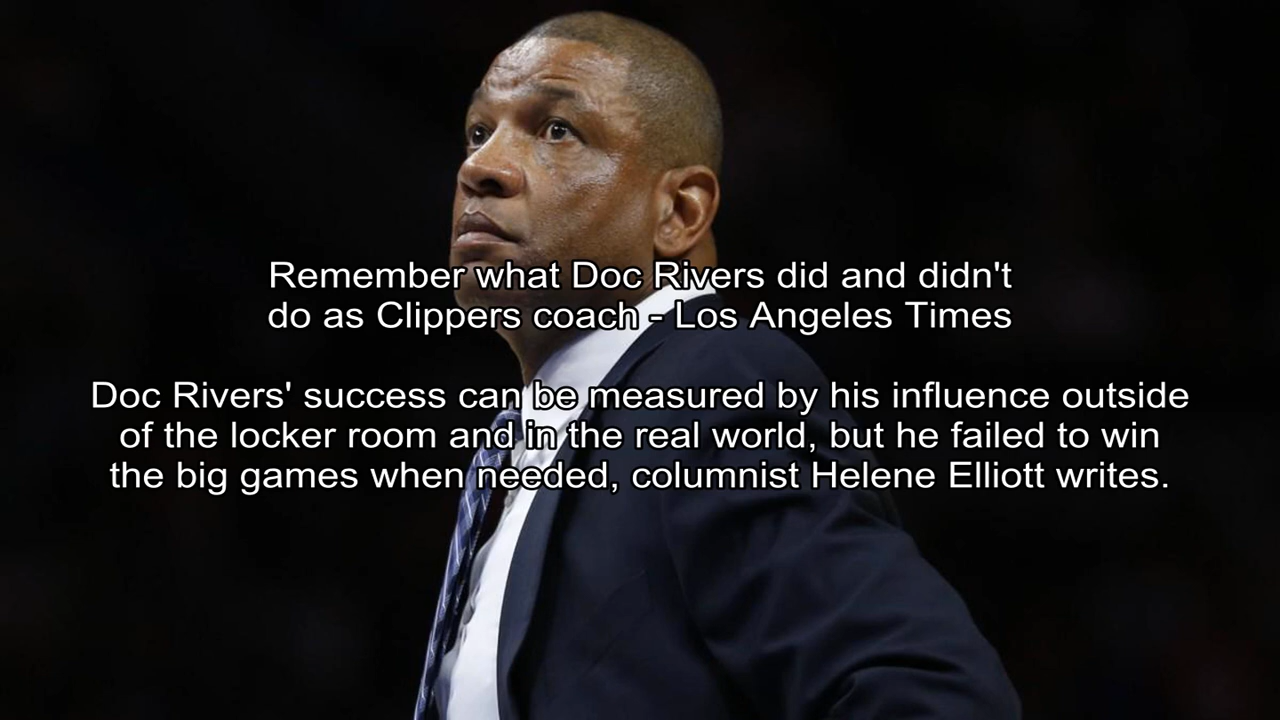 Remember what Doc Rivers did and didn't
do as Clippers coach - Los Angeles Times
Doc Rivers' success can be measured by his influence outside
of the locker room and in the real world, but he failed to win
the big games when needed, columnist Helene Elliott writes.